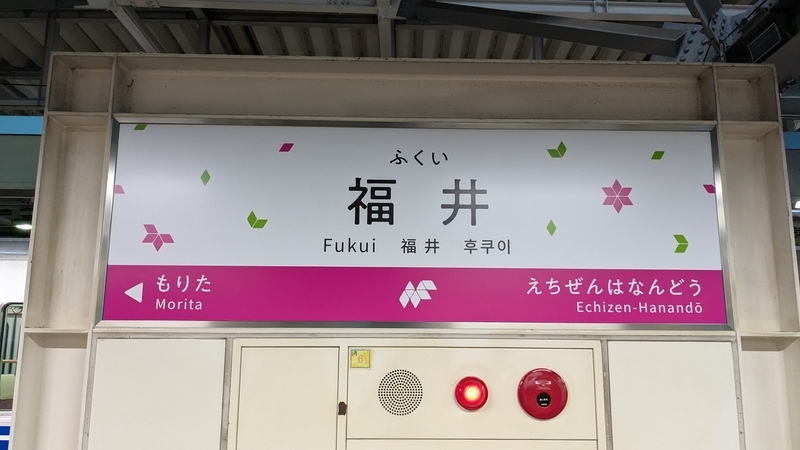 ふくい
福井
Fukui 福井 후쿠이
もりた
Morita
えちぜんはなんどう
Echizen-Hanandō
6